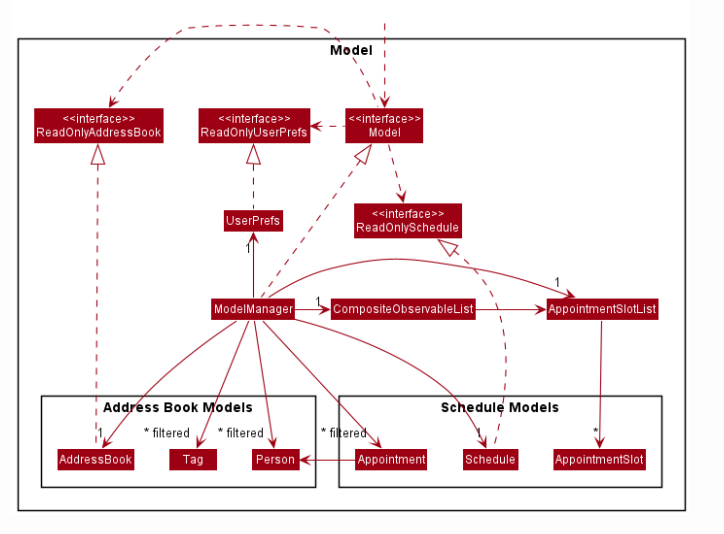 Model
<<interface>>
ReadOnlyAddressBook
<<interface>>
ReadOnlyUserPrefs
<<interface>>
Model
UserPrefs
<<interface>>
ReadOnlySchedule
1
1
ModelManager
1
CompositeObservableList
AppointmentSlotList
Address Book Models
Schedule Models
1
* filtered
* filtered
* filtered
1
*
AddressBook
Tag
Person
Appointment
Schedule
AppointmentSlot